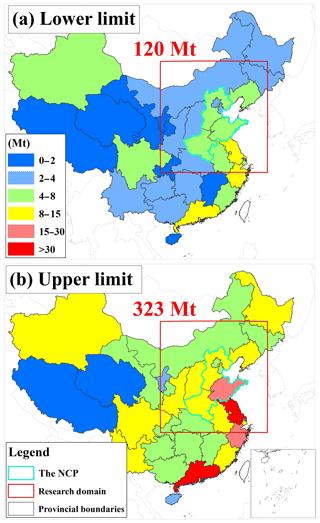 (a) Lower limit
120 Mt
(Mt)
0–2
2–4
4–8
8–15
15–30
>30
(b) Upper limit
323 Mt
Legend
The NCP
Research domain
Provincial boundaries